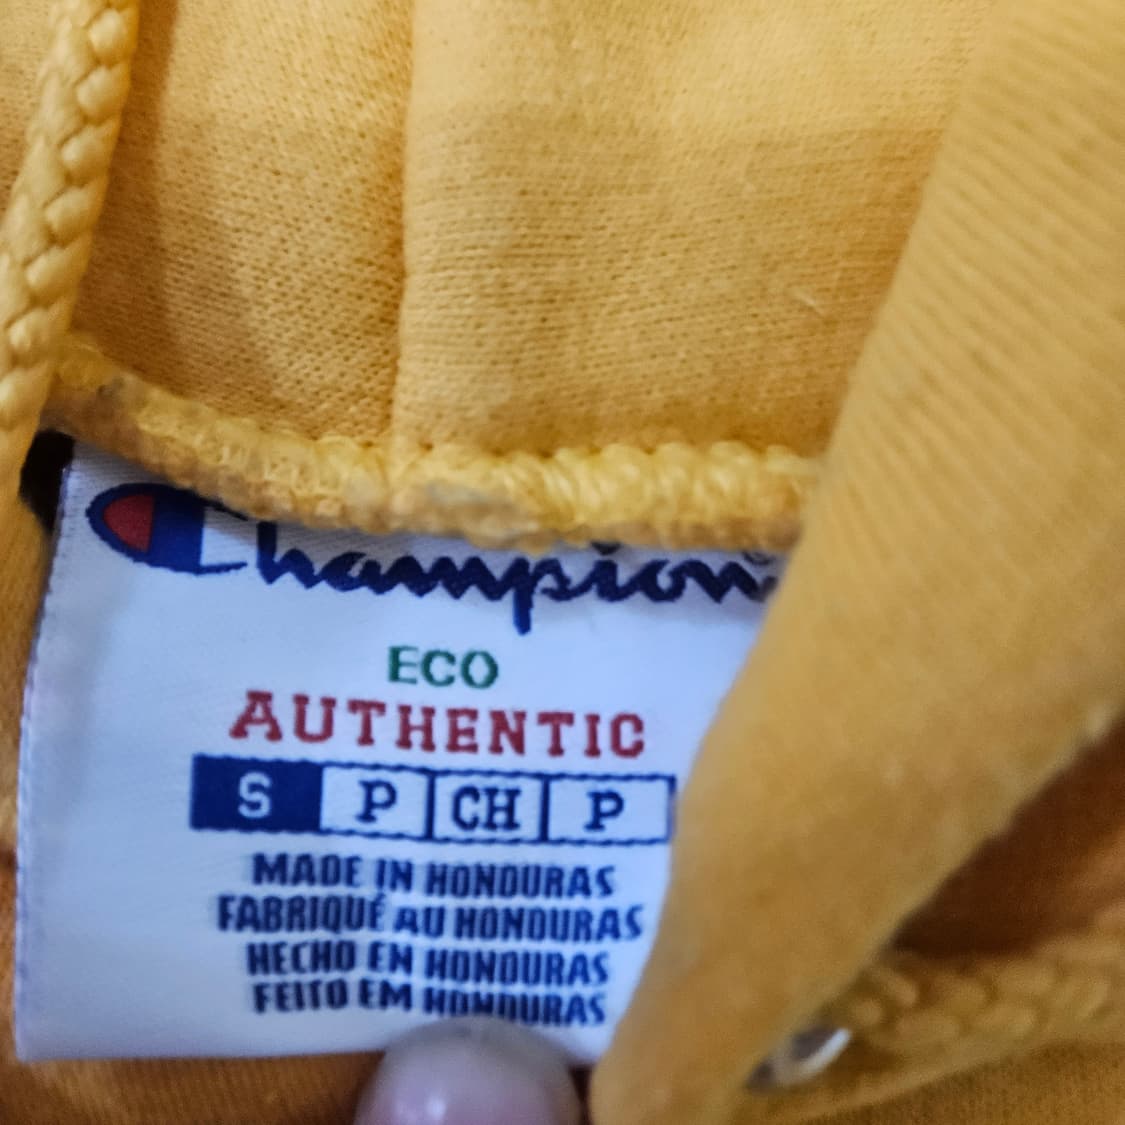 Champion
ECO
AUTHENTIC
S P CH P
MADE IN HONDURAS
FABRIQUÉ AU HONDURAS
HECHO EN HONDURAS
FEITO EM HONDURAS